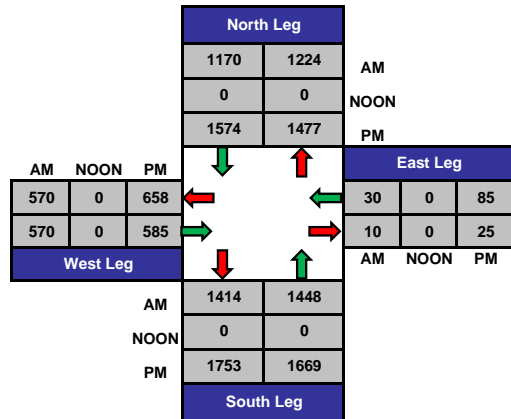 North Leg
1170 1224 AM
0 0 NOON
1574 1477 PM
AM NOON PM
570 0 658
570 0 585
West Leg
East Leg
30 0 85
10 0 25
AM NOON PM
AM 1414 1448
NOON 0 0
PM 1753 1669
South Leg